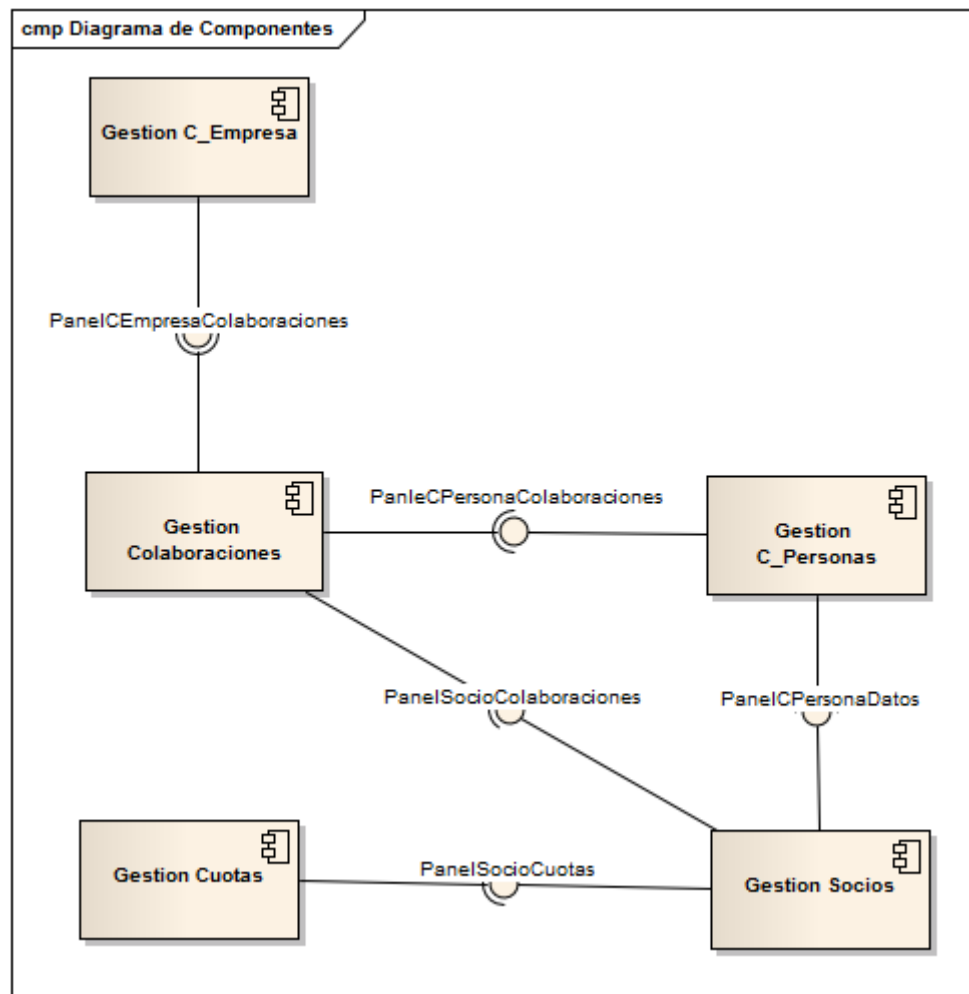 cmp Diagrama de Componentes
Gestion C_Empresa
PanelCEmpresaColaboraciones
Gestion
Colaboraciones
PanleCPersonaColaboraciones
Gestion
C_Personas
PanelSocioColaboraciones
PanelCPersonaDatos
Gestion Cuotas
PanelSocioCuotas
Gestion Socios